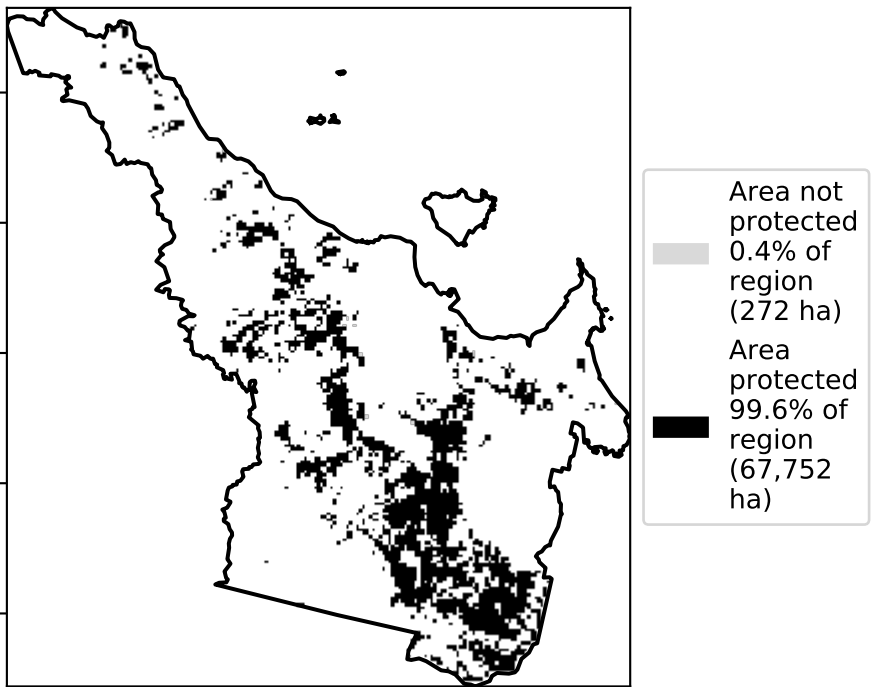 Area not
protected
0.4% of
region
(272 ha)
Area
protected
99.6% of
region
(67,752
ha)